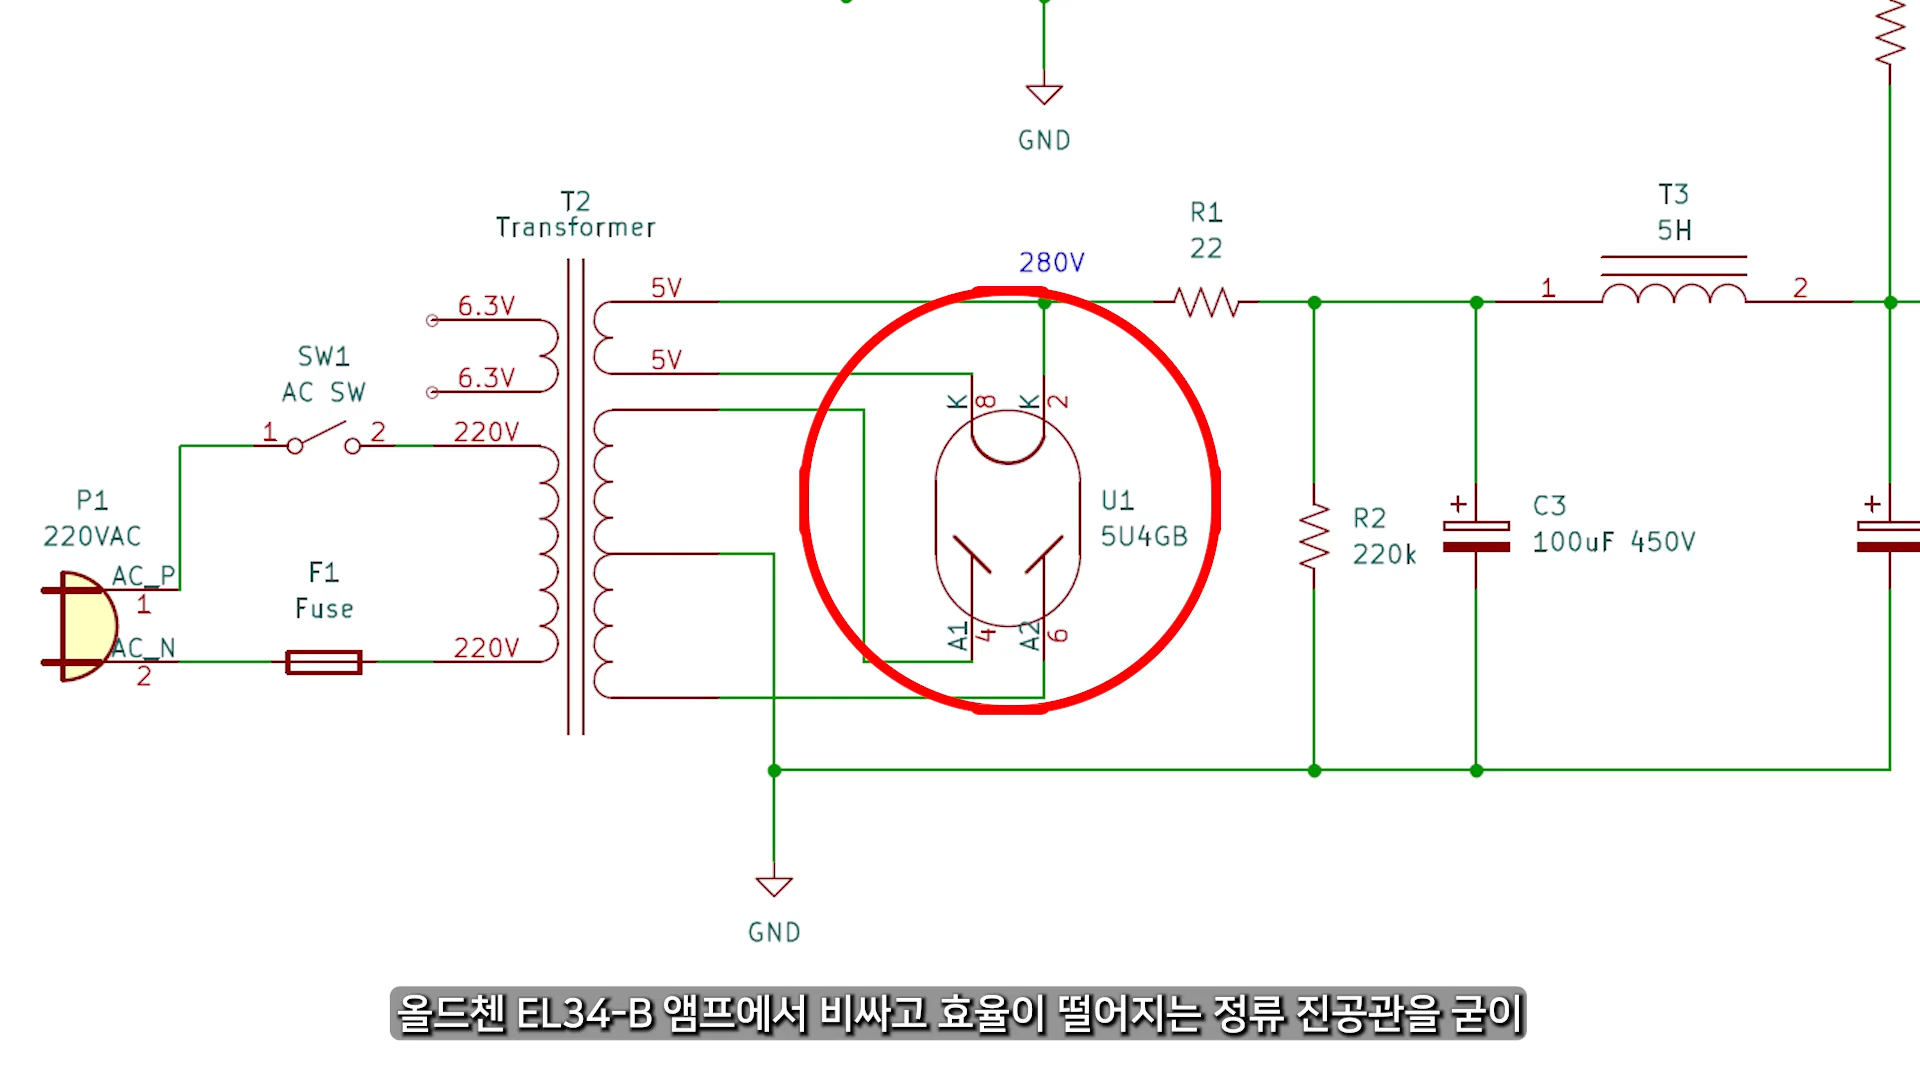 GND
T2
Transformer
6.3V
6.3V
5V
5V
280V
R1
22
T3
5H
1
2
SW1
AC SW
1
2
220V
220V
P1
220VAC
AC_P
1
AC_N
2
F1
Fuse
K
8
K
2
A1
4
A2
6
U1
5U4GB
R2
220k
+
C3
100uF 450V
+
GND
올드첸 EL34-B 앰프에서 비싸고 효율이 떨어지는 정류 진공관을 굳이